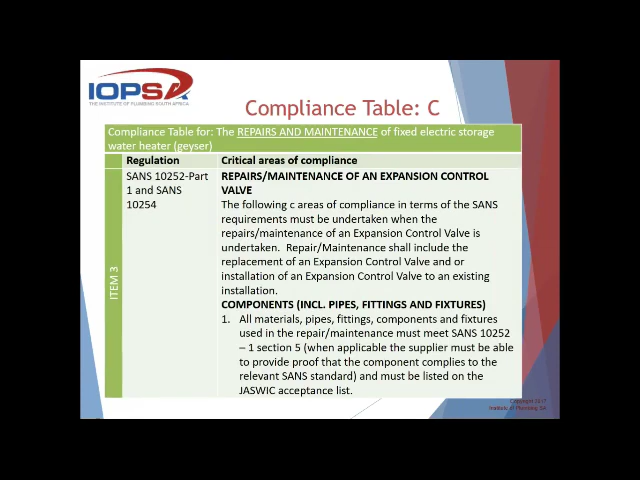 IOPSA
THE INSTITUTE OF PLUMBING SOUTH AFRICA
Compliance Table: C
Compliance Table for: The REPAIRS AND MAINTENANCE of fixed electric storage
water heater (geyser)
Regulation Critical areas of compliance
ITEM 3
SANS 10252-Part
1 and SANS
10254
REPAIRS/MAINTENANCE OF AN EXPANSION CONTROL
VALVE
The following c areas of compliance in terms of the SANS
requirements must be undertaken when the
repairs/maintenance of an Expansion Control Valve is
undertaken. Repair/Maintenance shall include the
replacement of an Expansion Control Valve and or
installation of an Expansion Control Valve to an existing
installation.
COMPONENTS (INCL. PIPES, FITTINGS AND FIXTURES)
1. All materials, pipes, fittings, components and fixtures
used in the repair/maintenance must meet SANS 10252
– 1 section 5 (when applicable the supplier must be able
to provide proof that the component complies to the
relevant SANS standard) and must be listed on the
JASWIC acceptance list.
Copyright 2017
Institute of Plumbing SA